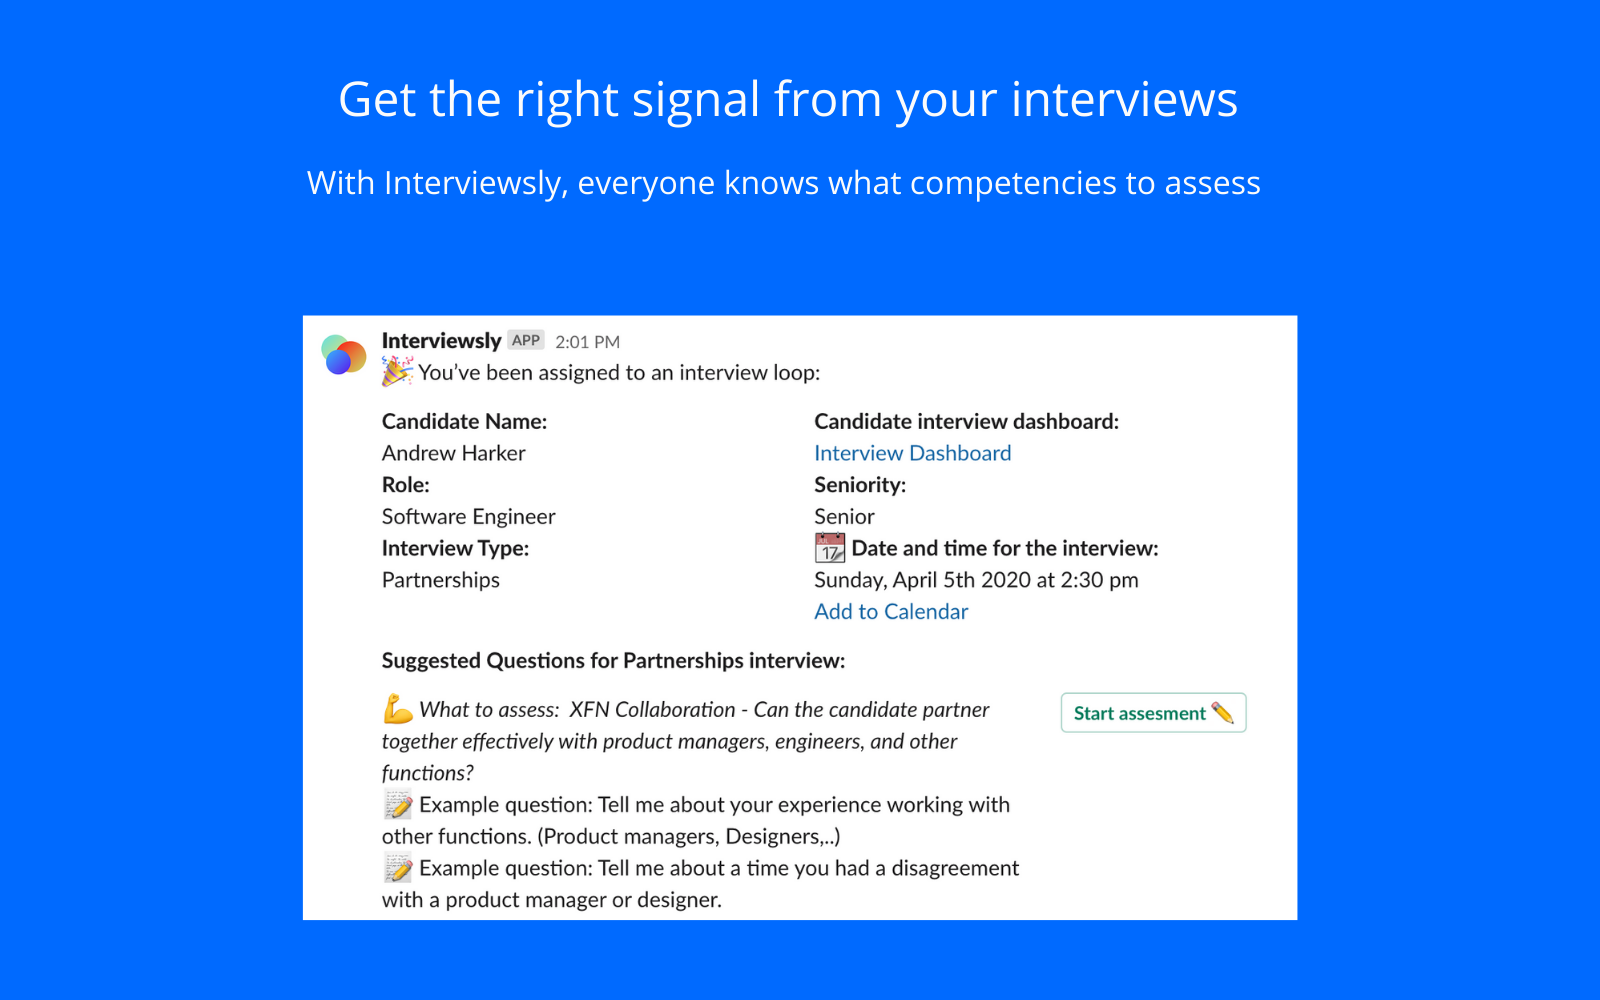 Get the right signal from your interviews
With Interviewsly, everyone knows what competencies to assess
Interviewsly APP 2:01 PM
You’ve been assigned to an interview loop:
Candidate Name:
Andrew Harker
Role:
Software Engineer
Interview Type:
Partnerships
Candidate interview dashboard:
Interview Dashboard
Seniority:
Senior
JUL 17 Date and time for the interview:
Sunday, April 5th 2020 at 2:30 pm
Add to Calendar
Suggested Questions for Partnerships interview:
What to assess: XFN Collaboration - Can the candidate partner
together effectively with product managers, engineers, and other
functions?
Example question: Tell me about your experience working with
other functions. (Product managers, Designers,..)
Example question: Tell me about a time you had a disagreement
with a product manager or designer.
Start assesment